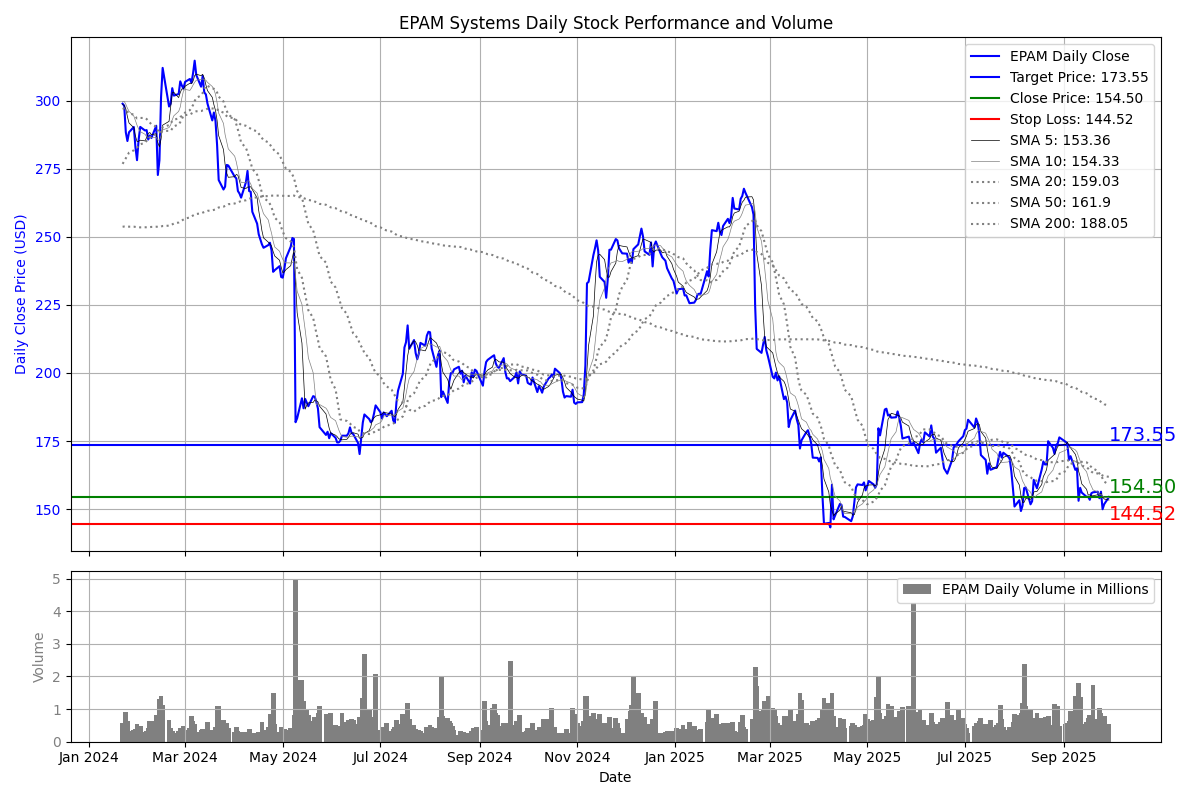 EPAM Systems Daily Stock Performance and Volume
EPAM Daily Close
Target Price: 173.55
Close Price: 154.50
Stop Loss: 144.52
SMA 5: 153.36
SMA 10: 154.33
SMA 20: 159.03
SMA 50: 161.9
SMA 200: 188.05
Daily Close Price (USD)
300
275
250
225
200
175
150
173.55
154.50
144.52
EPAM Daily Volume in Millions
Volume
5
4
3
2
1
0
Jan 2024 Mar 2024 May 2024 Jul 2024 Sep 2024 Nov 2024 Jan 2025 Mar 2025 May 2025 Jul 2025 Sep 2025
Date